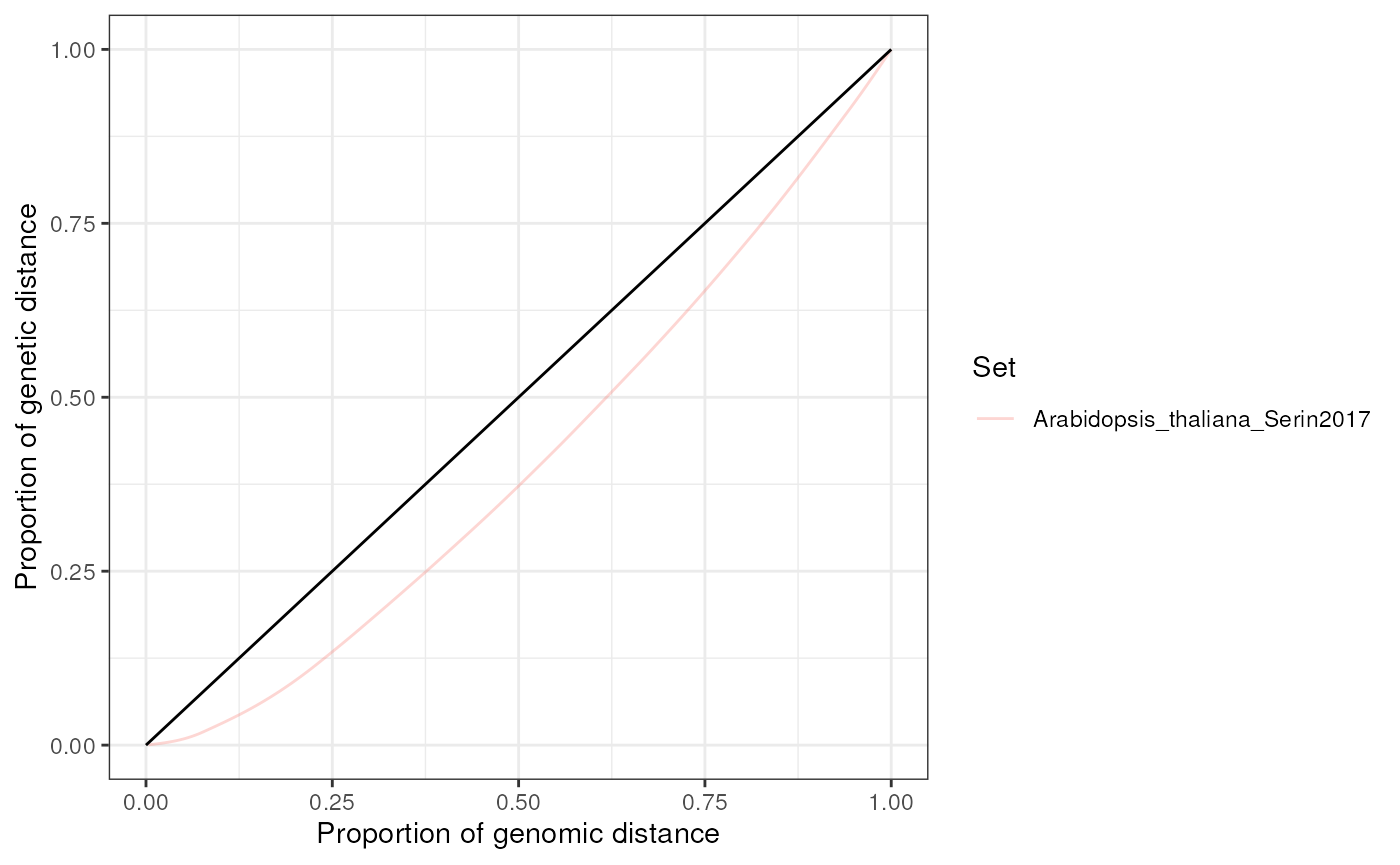 1.00
0.75
0.50
0.25
0.00
Proportion of genetic distance
0.00 0.25 0.50 0.75 1.00
Proportion of genomic distance
Set
Arabidopsis_thaliana_Serin2017